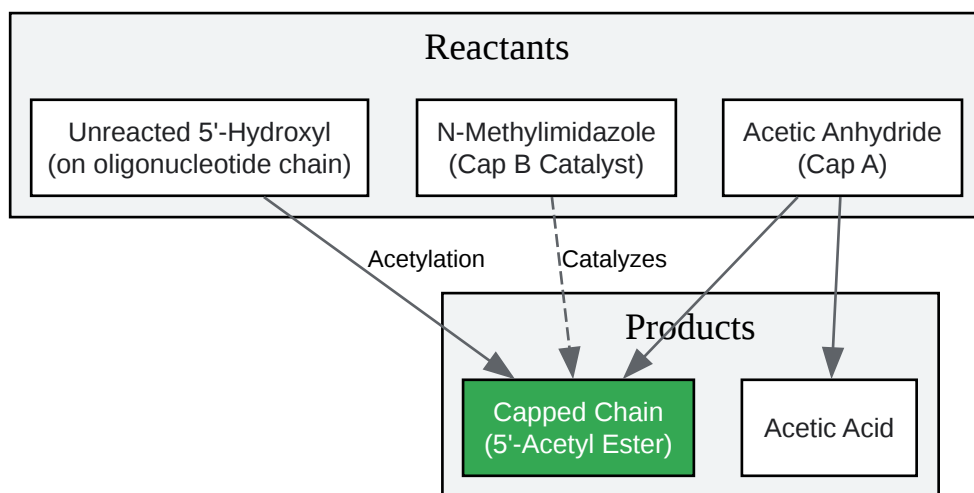 Reactants
Unreacted 5'-Hydroxyl
(on oligonucleotide chain)
N-Methylimidazole
(Cap B Catalyst)
Acetic Anhydride
(Cap A)
Acetylation
Catalyzes
Products
Capped Chain
(5'-Acetyl Ester)
Acetic Acid